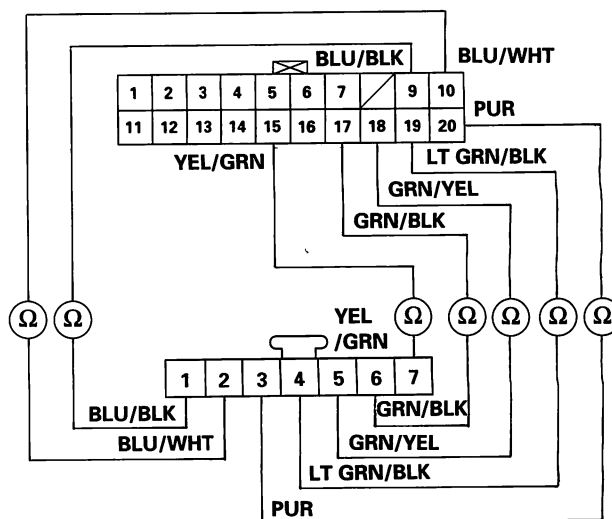 BLU/BLK BLU/WHT
1 2 3 4 5 6 7 9 10
PUR
11 12 13 14 15 16 17 18 19 20
YEL/GRN LT GRN/BLK
GRN/YEL
GRN/BLK
Ω Ω Ω Ω Ω Ω Ω
YEL
/GRN
1 2 3 4 5 6 7
BLU/BLK GRN/BLK
BLU/WHT GRN/YEL
LT GRN/BLK
PUR